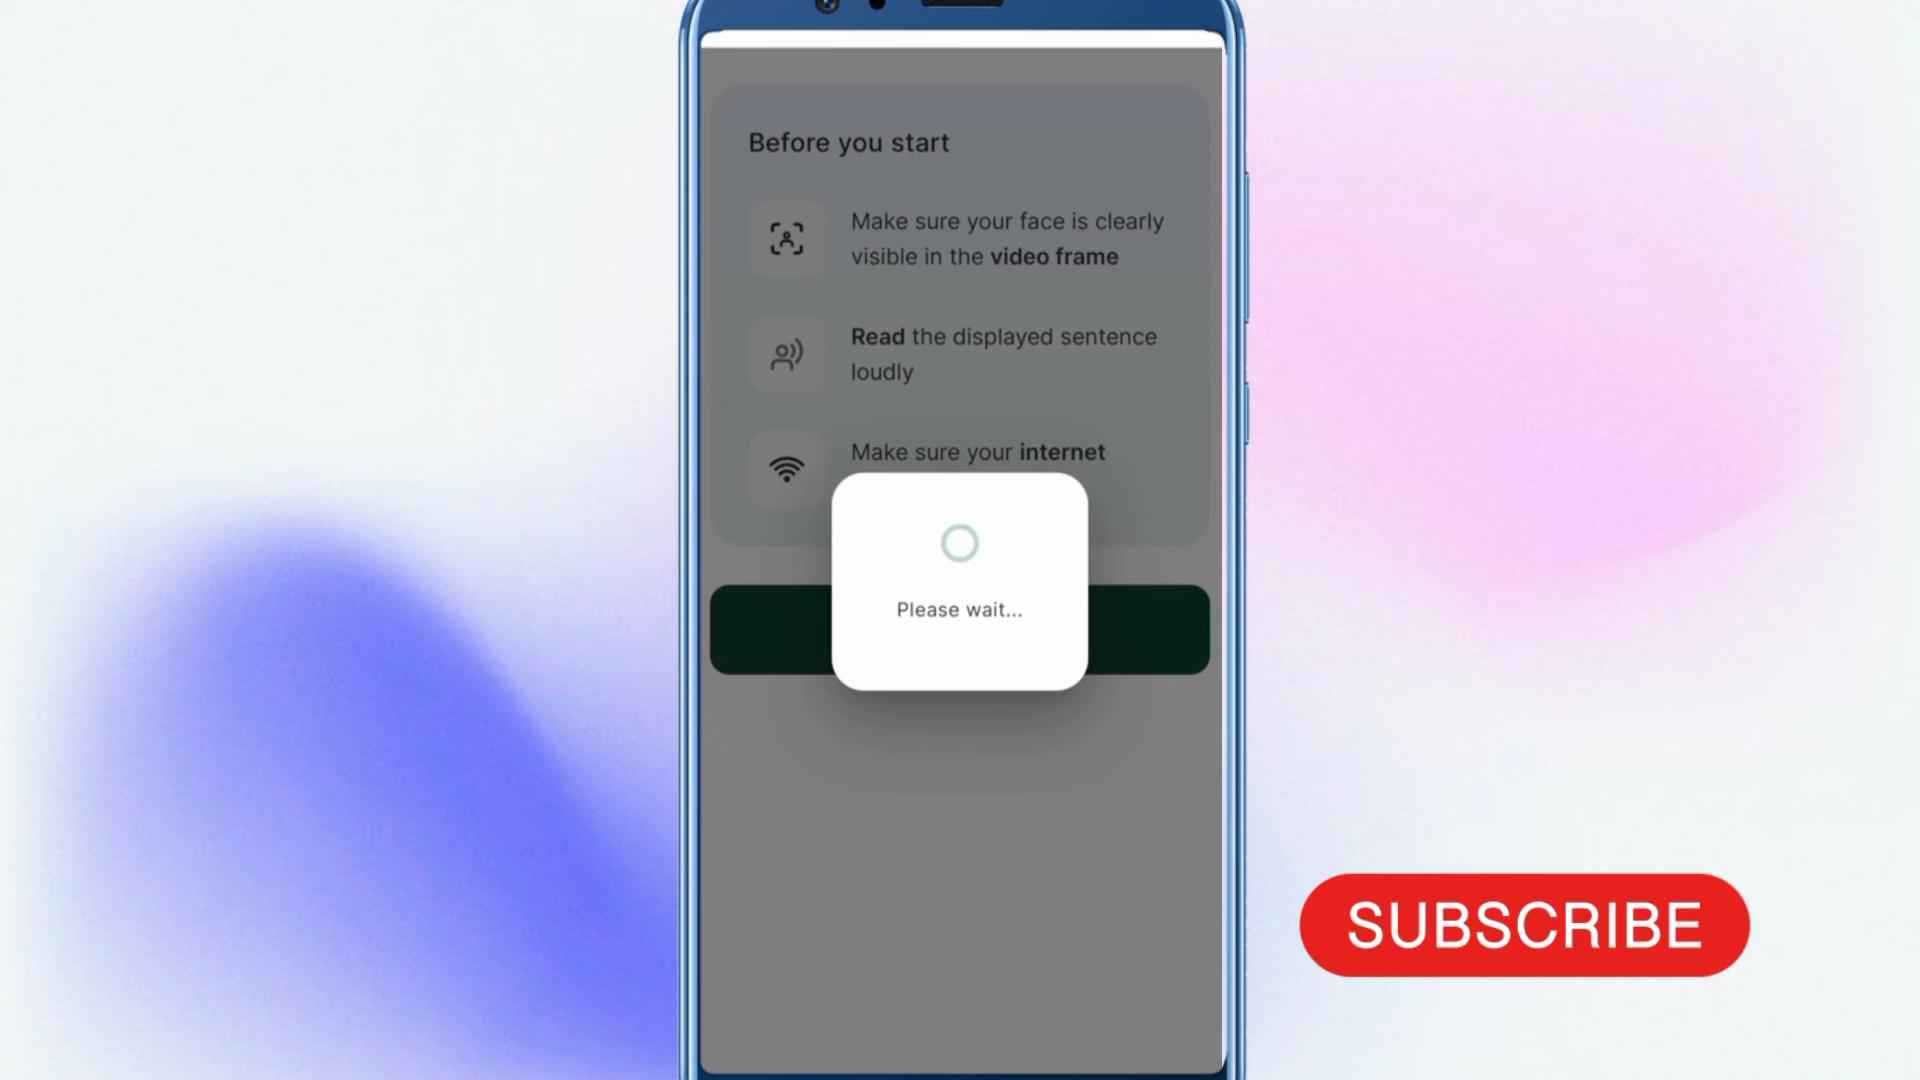 Before you start
Make sure your face is clearly
visible in the video frame
Read the displayed sentence
loudly
Make sure your internet
Please wait...
SUBSCRIBE